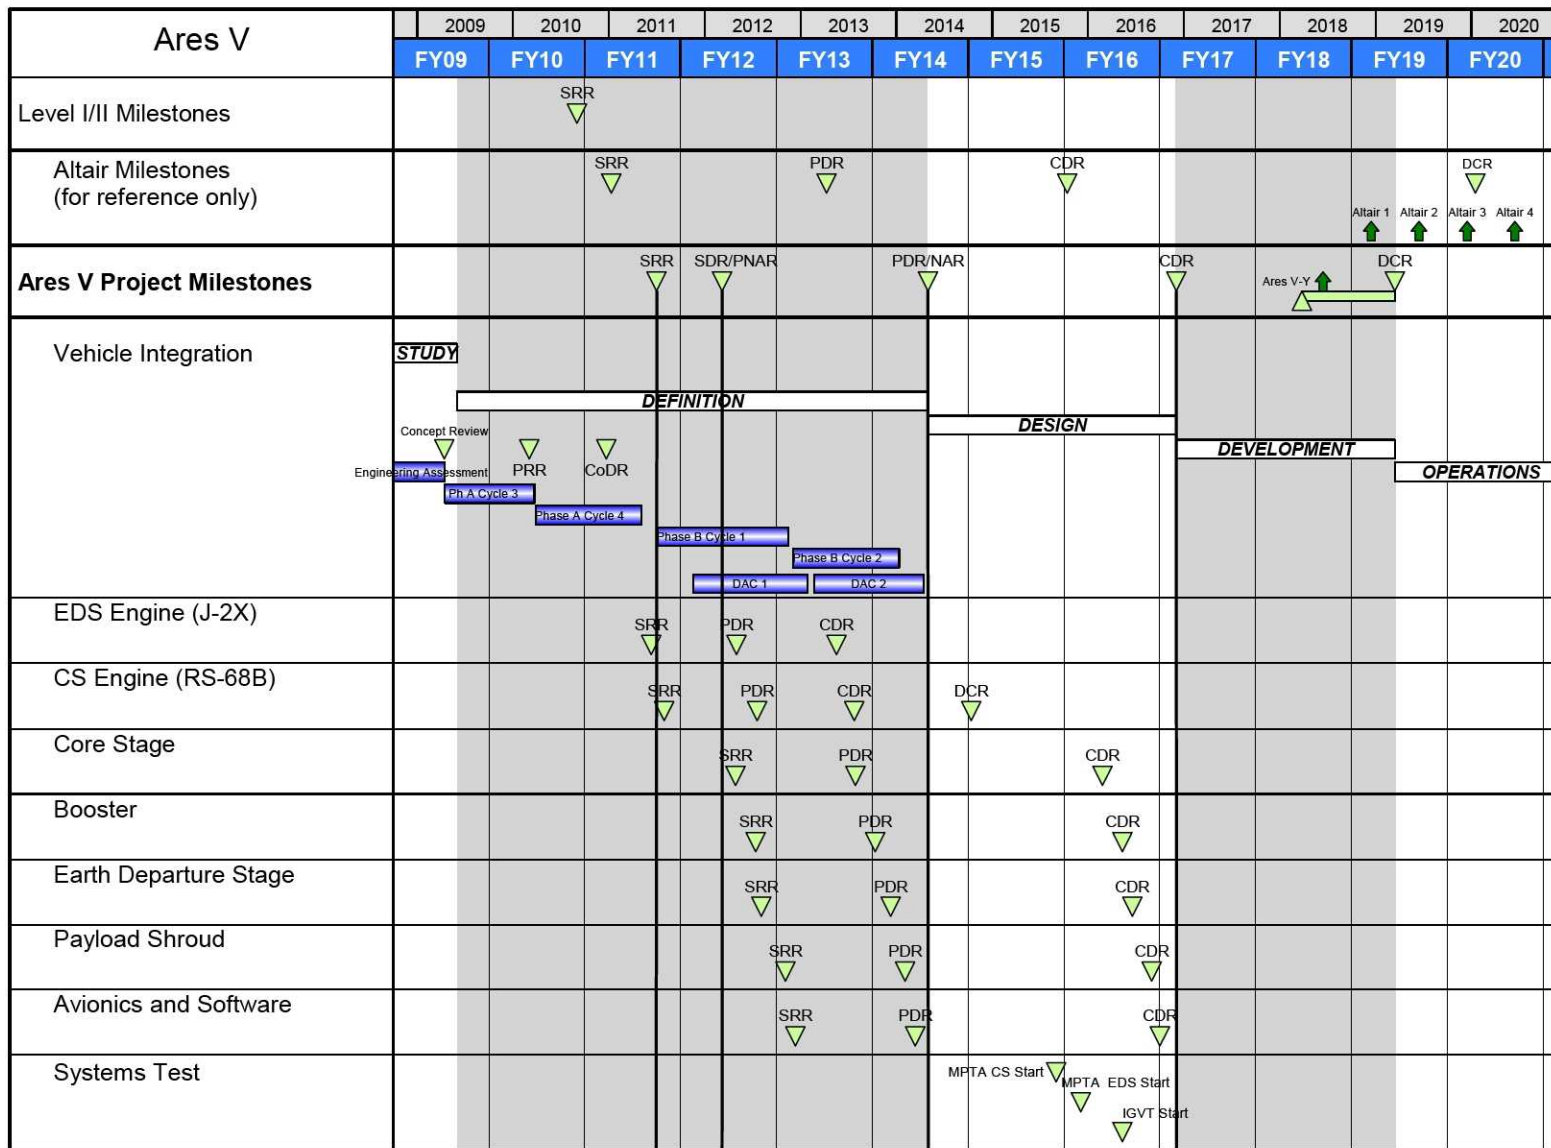 Ares V
2009 2010 2011 2012 2013 2014 2015 2016 2017 2018 2019 2020
FY09 FY10 FY11 FY12 FY13 FY14 FY15 FY16 FY17 FY18 FY19 FY20
Level I/II Milestones
SRR
Altair Milestones
(for reference only)
SRR PDR CDR DCR
Altair 1 Altair 2 Altair 3 Altair 4
Ares V Project Milestones
SRR SDR/PNAR PDR/NAR CDR DCR
Ares V-Y
Vehicle Integration
STUDY
DEFINITION
DESIGN
DEVELOPMENT
OPERATIONS
Concept Review
PRR CoDR
Engineering Assessment
Ph A Cycle 3
Phase A Cycle 4
Phase B Cycle 1
Phase B Cycle 2
DAC 1 DAC 2
EDS Engine (J-2X)
SRR PDR CDR
CS Engine (RS-68B)
SRR PDR CDR DCR
Core Stage
SRR PDR CDR
Booster
SRR PDR CDR
Earth Departure Stage
SRR PDR CDR
Payload Shroud
SRR PDR CDR
Avionics and Software
SRR PDR CDR
Systems Test
MPTA CS Start
MPTA EDS Start
IGVT Start